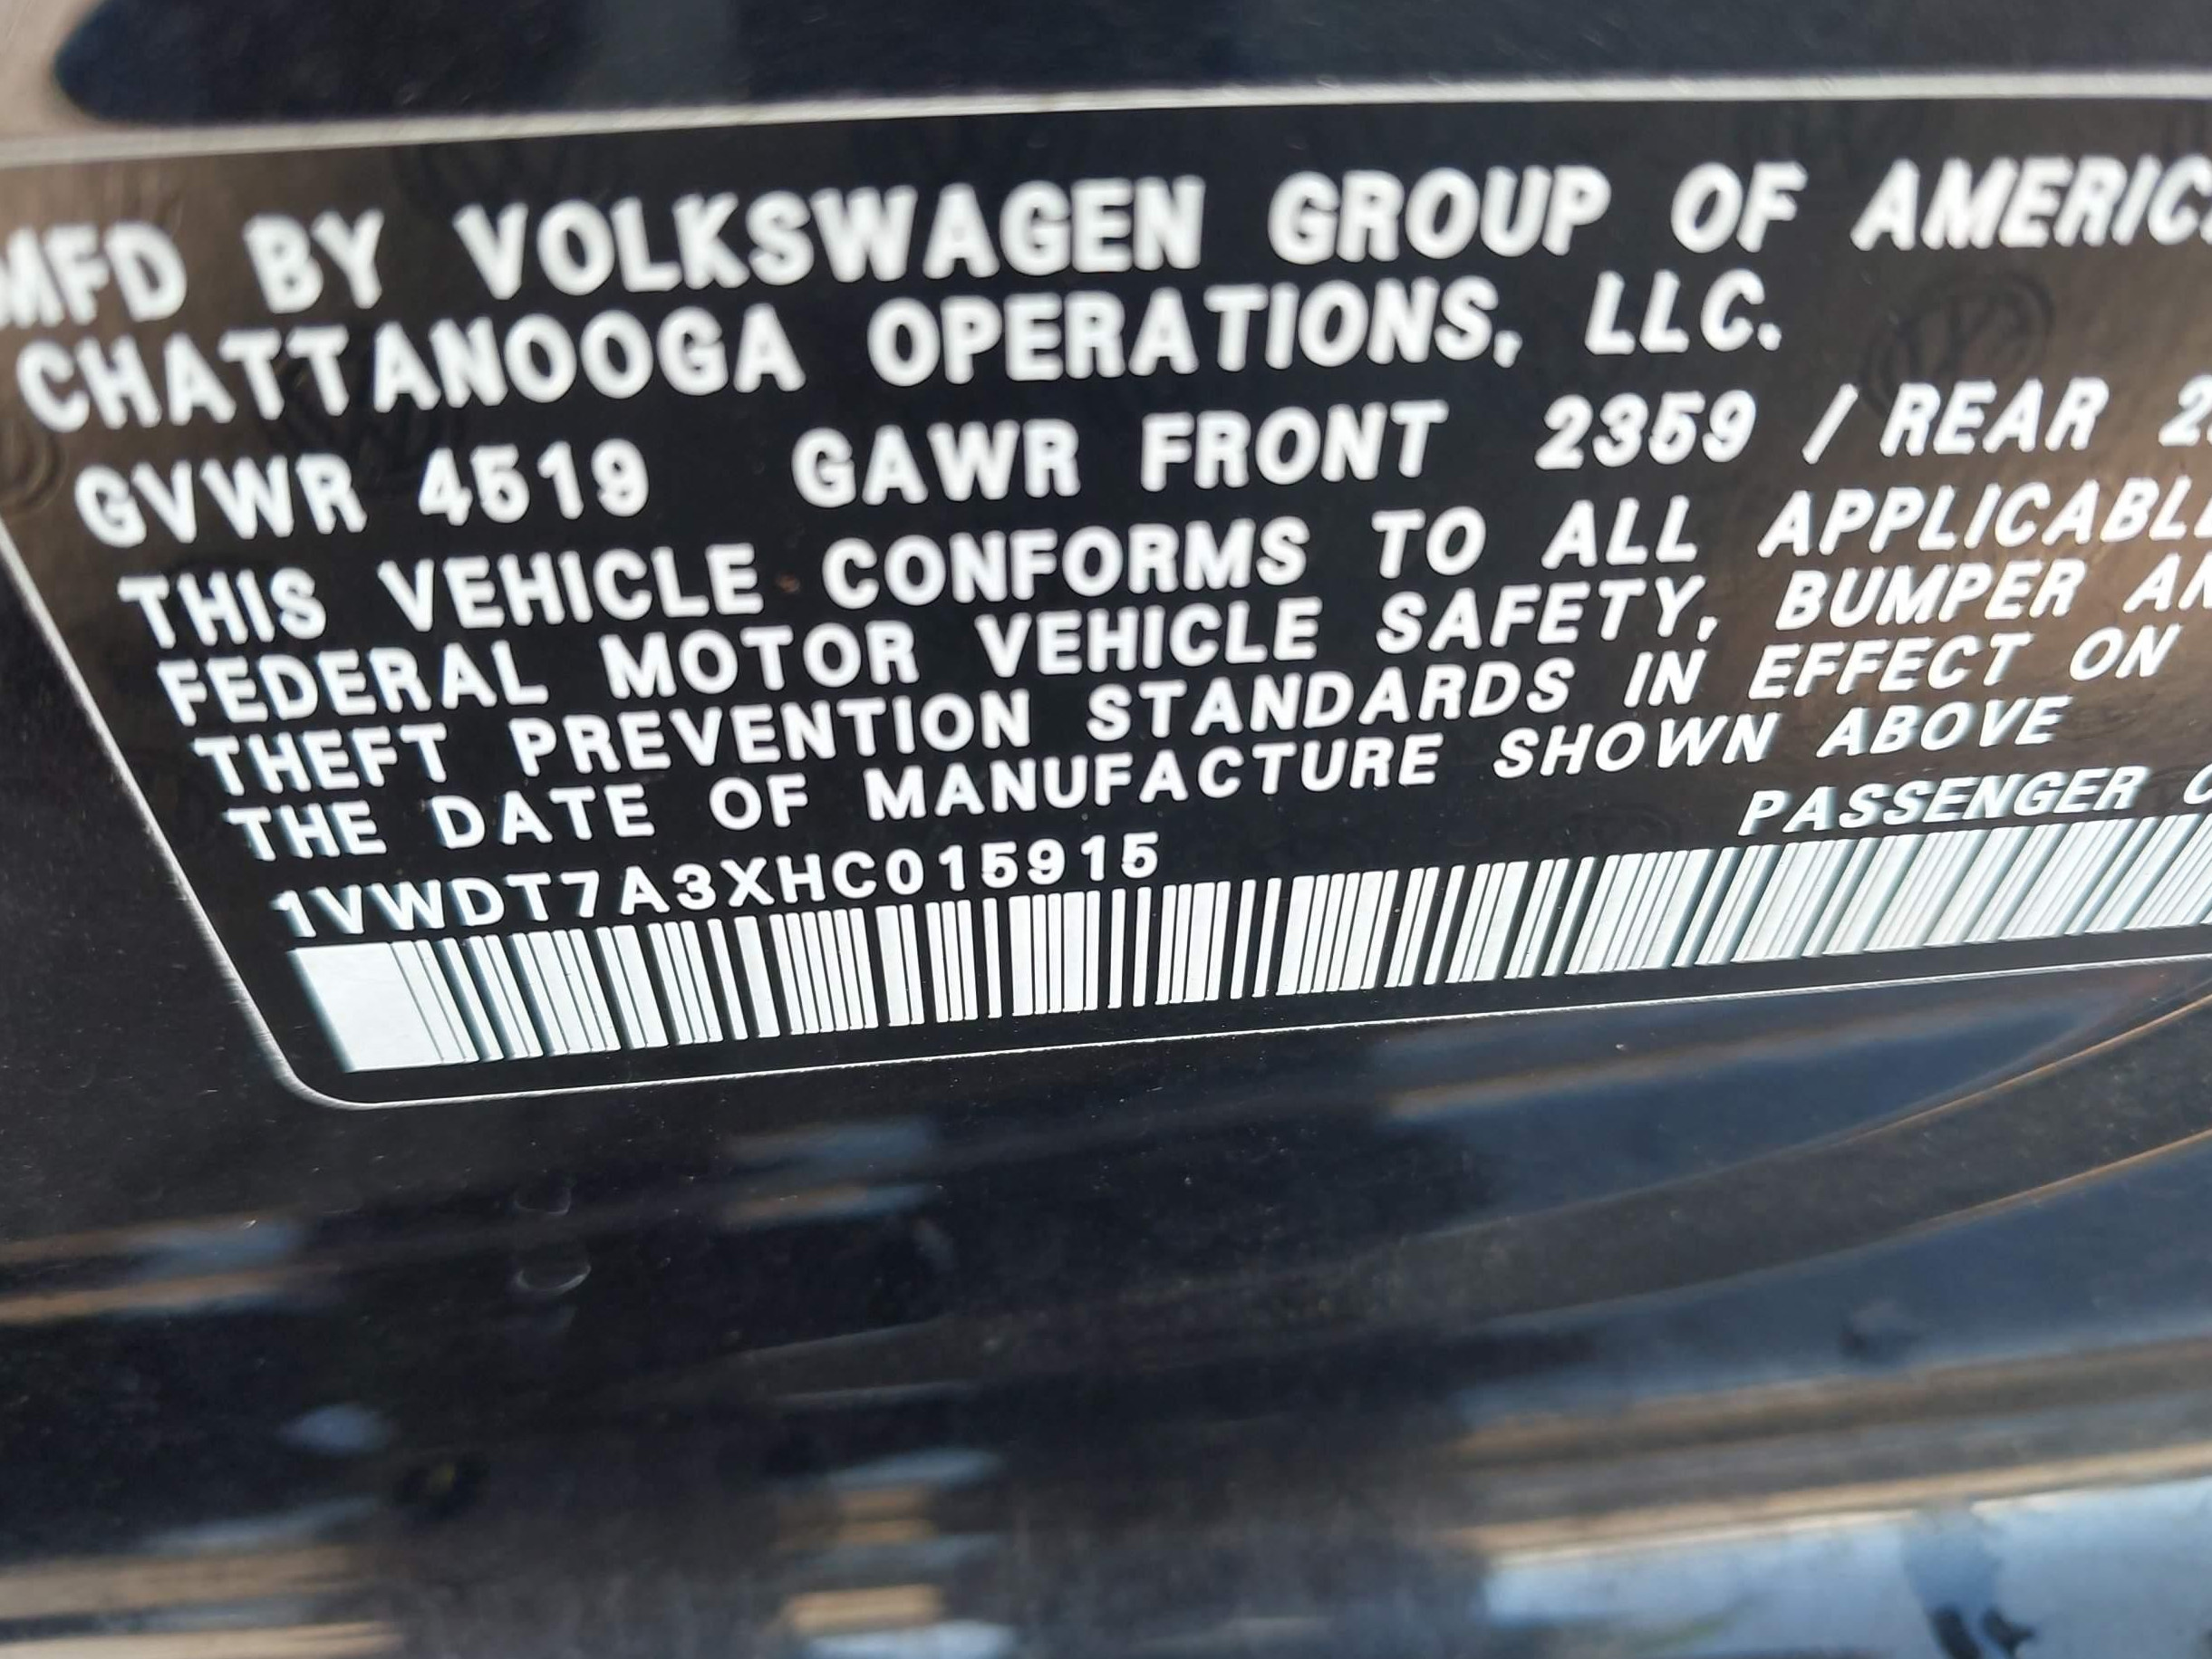 MFD BY VOLKSWAGEN GROUP OF AMERIC
CHATTANOOGA OPERATIONS, LLC.
GVWR 4519 GAWR FRONT 2359 / REAR
THIS VEHICLE CONFORMS TO ALL APPLICABL
FEDERAL MOTOR VEHICLE SAFETY, BUMPER AN
THEFT PREVENTION STANDARDS IN EFFECT ON
THE DATE OF MANUFACTURE SHOWN ABOVE
1VWDT7A3XHC015915
PASSENGER C